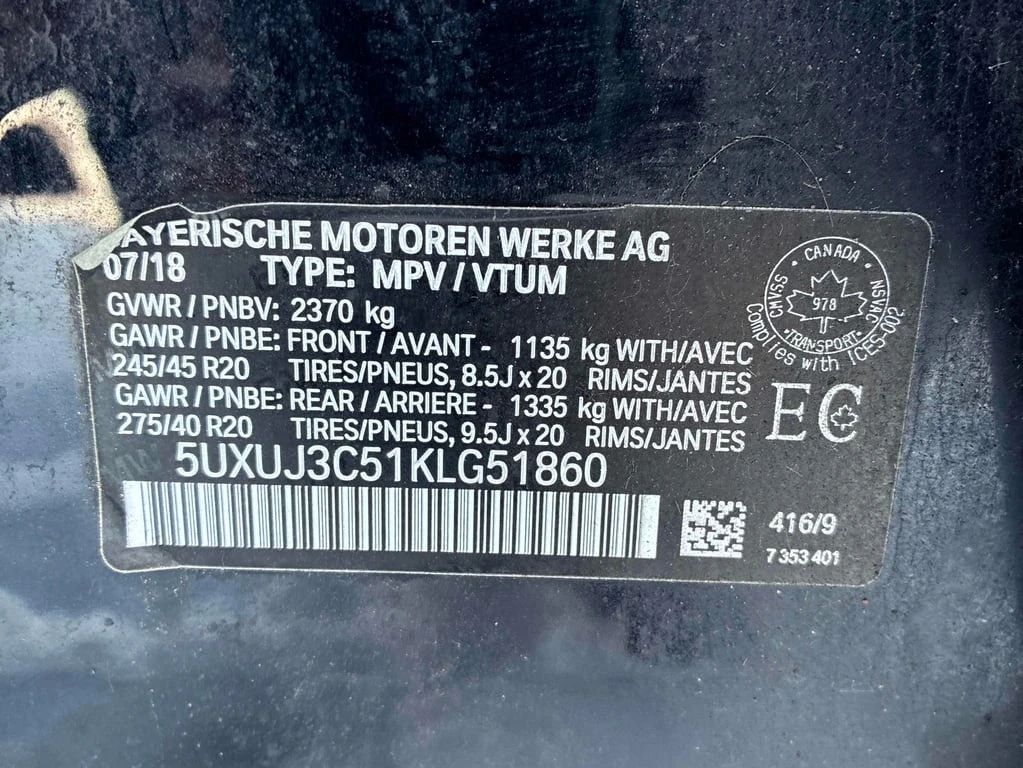 BAYERISCHE MOTOREN WERKE AG
07/18 TYPE: MPV / VTUM
GVWR / PNBV: 2370 kg
GAWR / PNBE: FRONT / AVANT - 1135 kg WITH/AVEC
245/45 R20 TIRES/PNEUS, 8.5J x 20 RIMS/JANTES
GAWR / PNBE: REAR / ARRIERE - 1335 kg WITH/AVEC
275/40 R20 TIRES/PNEUS, 9.5J x 20 RIMS/JANTES
5UXUJ3C51KLG51860
CANADA
CMVSS
NSVAC
978
•TRANSPORT•
Complies with ICES-002
EC
416/9
7 353 401